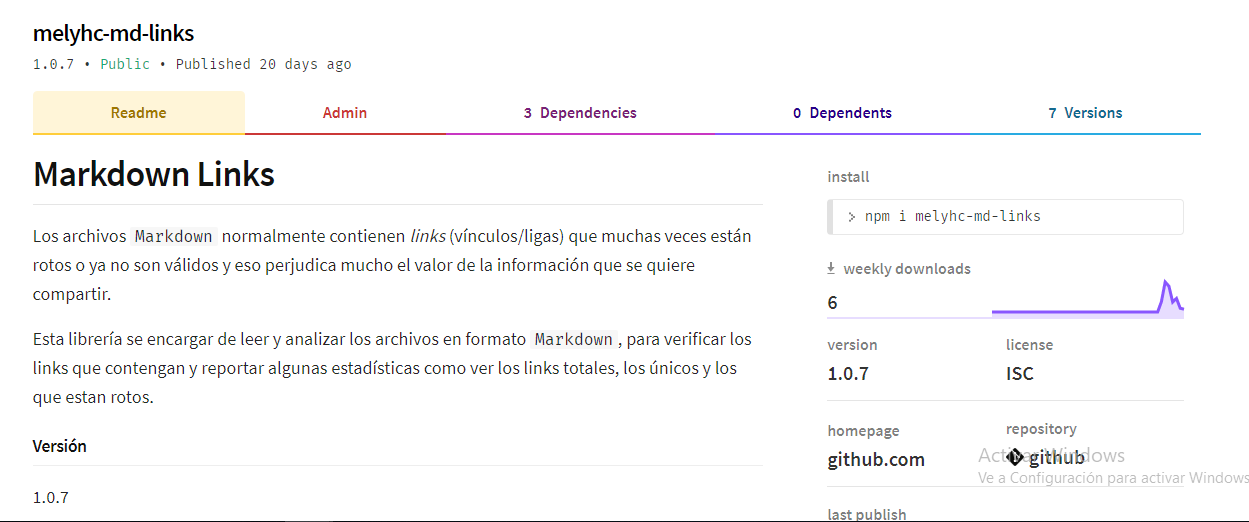 melyhc-md-links
1.0.7 • Public • Published 20 days ago
Readme
Admin
3 Dependencies
0 Dependents
7 Versions
Markdown Links
Los archivos Markdown normalmente contienen links (vínculos/ligas) que muchas veces están
rotos o ya no son válidos y eso perjudica mucho el valor de la información que se quiere
compartir.
Esta librería se encargar de leer y analizar los archivos en formato Markdown, para verificar los
links que contengan y reportar algunas estadísticas como ver los links totales, los únicos y los
que estan rotos.
Versión
1.0.7
install
> npm i melyhc-md-links
weekly downloads
6
version
1.0.7
license
ISC
homepage
github.com
repository
github
Activar Windows
Ve a Configuración para activar Windows
last publish